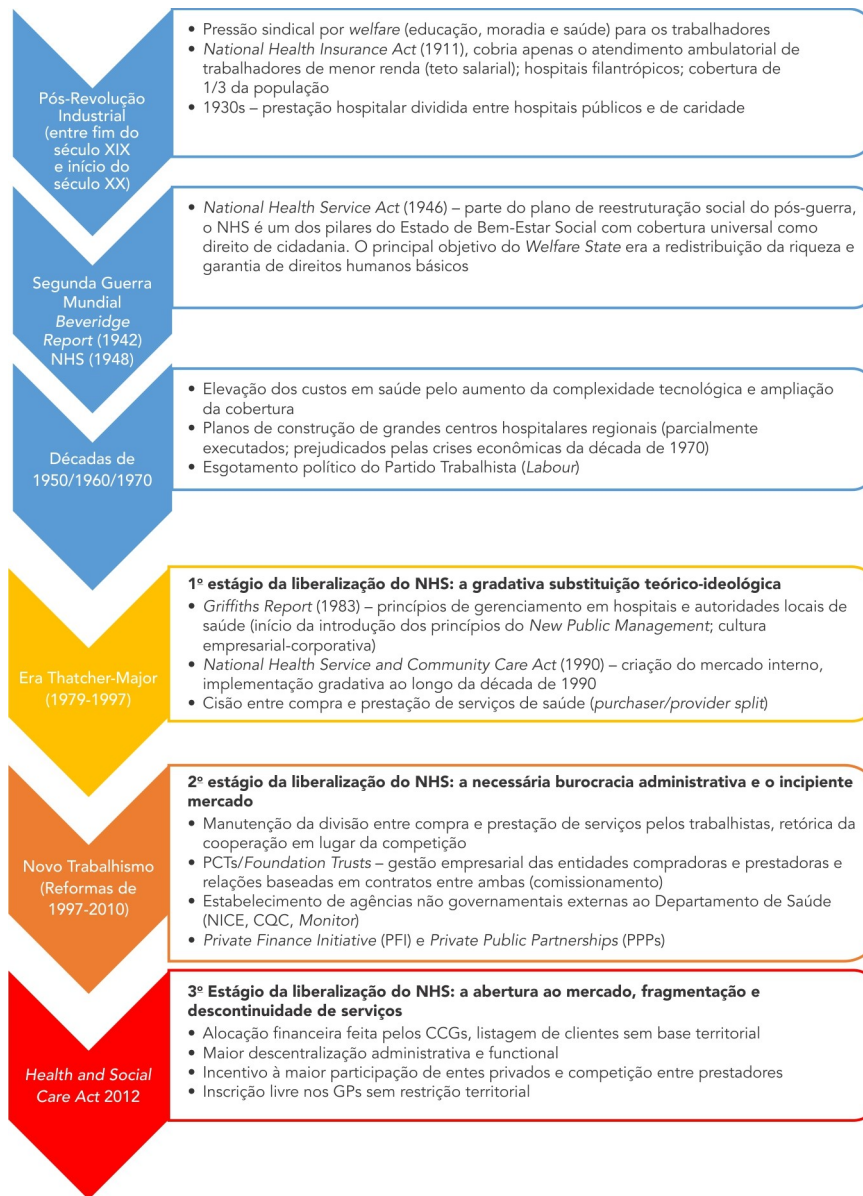 Pós-Revolução
Industrial
(entre fim do
século XIX
e início do
século XX)
• Pressão sindical por welfare (educação, moradia e saúde) para os trabalhadores
• National Health Insurance Act (1911), cobria apenas o atendimento ambulatorial de
trabalhadores de menor renda (teto salarial); hospitais filantrópicos; cobertura de
1/3 da população
• 1930s – prestação hospitalar dividida entre hospitais públicos e de caridade
Segunda Guerra
Mundial
Beveridge
Report (1942)
NHS (1948)
• National Health Service Act (1946) – parte do plano de reestruturação social do pós-guerra,
o NHS é um dos pilares do Estado de Bem-Estar Social com cobertura universal como
direito de cidadania. O principal objetivo do Welfare State era a redistribuição da riqueza e
garantia de direitos humanos básicos
Décadas de
1950/1960/1970
• Elevação dos custos em saúde pelo aumento da complexidade tecnológica e ampliação
da cobertura
• Planos de construção de grandes centros hospitalares regionais (parcialmente
executados; prejudicados pelas crises econômicas da década de 1970)
• Esgotamento político do Partido Trabalhista (Labour)
Era Thatcher-Major
(1979-1997)
1º estágio da liberalização do NHS: a gradativa substituição teórico-ideológica
• Griffiths Report (1983) – princípios de gerenciamento em hospitais e autoridades locais de
saúde (início da introdução dos princípios do New Public Management; cultura
empresarial-corporativa)
• National Health Service and Community Care Act (1990) – criação do mercado interno,
implementação gradativa ao longo da década de 1990
• Cisão entre compra e prestação de serviços de saúde (purchaser/provider split)
Novo Trabalhismo
(Reformas de
1997-2010)
2º estágio da liberalização do NHS: a necessária burocracia administrativa e o incipiente
mercado
• Manutenção da divisão entre compra e prestação de serviços pelos trabalhistas, retórica da
cooperação em lugar da competição
• PCTs/Foundation Trusts – gestão empresarial das entidades compradoras e prestadoras e
relações baseadas em contratos entre ambas (comissionamento)
• Estabelecimento de agências não governamentais externas ao Departamento de Saúde
(NICE, CQC, Monitor)
• Private Finance Initiative (PFI) e Private Public Partnerships (PPPs)
Health and Social
Care Act 2012
3º Estágio da liberalização do NHS: a abertura ao mercado, fragmentação e
descontinuidade de serviços
• Alocação financeira feita pelos CCGs, listagem de clientes sem base territorial
• Maior descentralização administrativa e functional
• Incentivo à maior participação de entes privados e competição entre prestadores
• Inscrição livre nos GPs sem restrição territorial